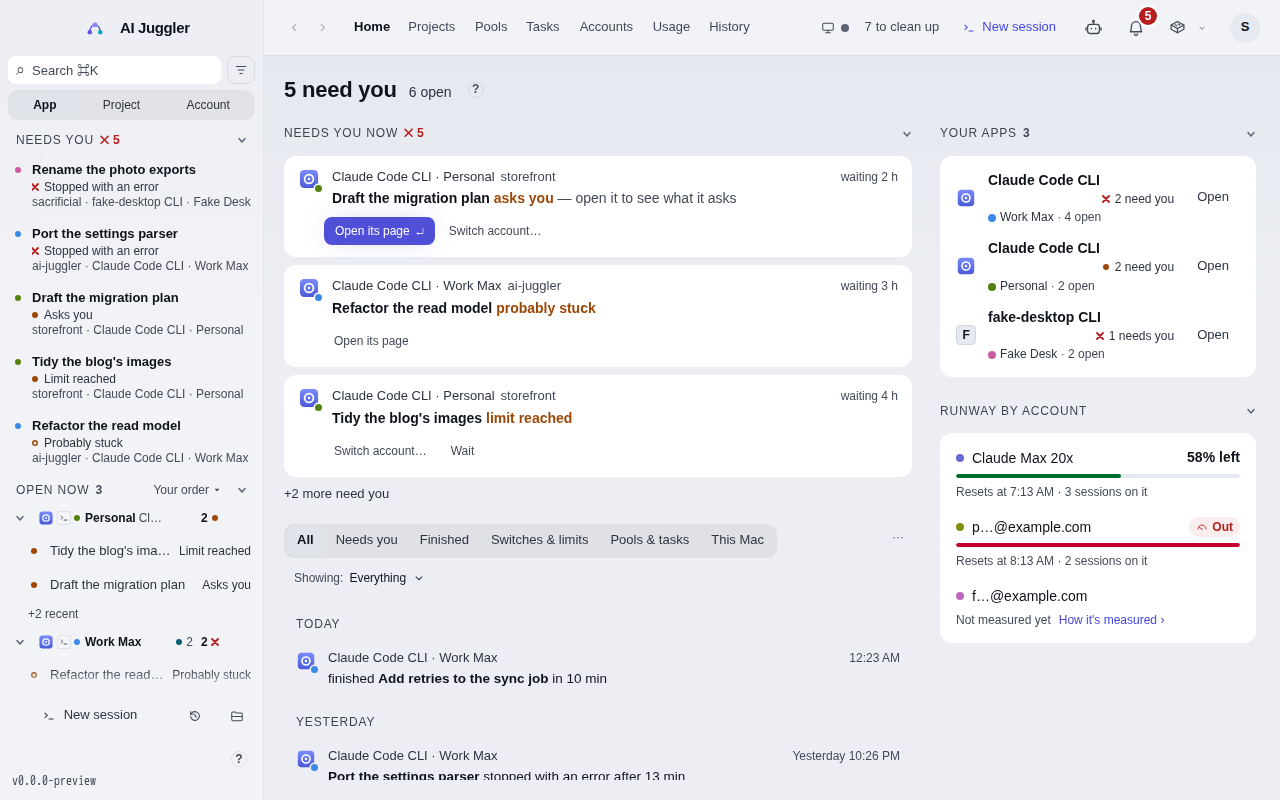 AI Juggler
Search ⌘K
App Project Account
NEEDS YOU 5
Rename the photo exports
Stopped with an error
sacrificial · fake-desktop CLI · Fake Desk
Port the settings parser
Stopped with an error
ai-juggler · Claude Code CLI · Work Max
Draft the migration plan
Asks you
storefront · Claude Code CLI · Personal
Tidy the blog's images
Limit reached
storefront · Claude Code CLI · Personal
Refactor the read model
Probably stuck
ai-juggler · Claude Code CLI · Work Max
OPEN NOW 3 Your order
Personal Cl… 2
Tidy the blog's ima… Limit reached
Draft the migration plan Asks you
+2 recent
Work Max 2 2
Refactor the read… Probably stuck
New session
?
v0.0.0-preview
Home Projects Pools Tasks Accounts Usage History
7 to clean up New session 5 S
5 need you 6 open ?
NEEDS YOU NOW 5
Claude Code CLI · Personal storefront waiting 2 h
Draft the migration plan asks you — open it to see what it asks
Open its page Switch account…
Claude Code CLI · Work Max ai-juggler waiting 3 h
Refactor the read model probably stuck
Open its page
Claude Code CLI · Personal storefront waiting 4 h
Tidy the blog's images limit reached
Switch account… Wait
+2 more need you
All Needs you Finished Switches & limits Pools & tasks This Mac …
Showing: Everything
TODAY
Claude Code CLI · Work Max 12:23 AM
finished Add retries to the sync job in 10 min
YESTERDAY
Claude Code CLI · Work Max Yesterday 10:26 PM
Port the settings parser stopped with an error after 13 min
YOUR APPS 3
Claude Code CLI
2 need you Open
Work Max · 4 open
Claude Code CLI
2 need you Open
Personal · 2 open
fake-desktop CLI
F 1 needs you Open
Fake Desk · 2 open
RUNWAY BY ACCOUNT
Claude Max 20x 58% left
Resets at 7:13 AM · 3 sessions on it
p…@example.com Out
Resets at 8:13 AM · 2 sessions on it
f…@example.com
Not measured yet How it's measured ›